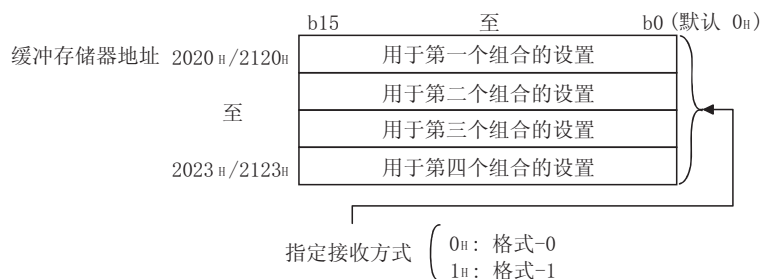 b15 至 b0(默认 0H)
缓冲存储器地址 2020H/2120H 用于第一个组合的设置
用于第二个组合的设置
至
用于第三个组合的设置
2023H/2123H 用于第四个组合的设置
指定接收方式 0H: 格式-0
1H: 格式-1